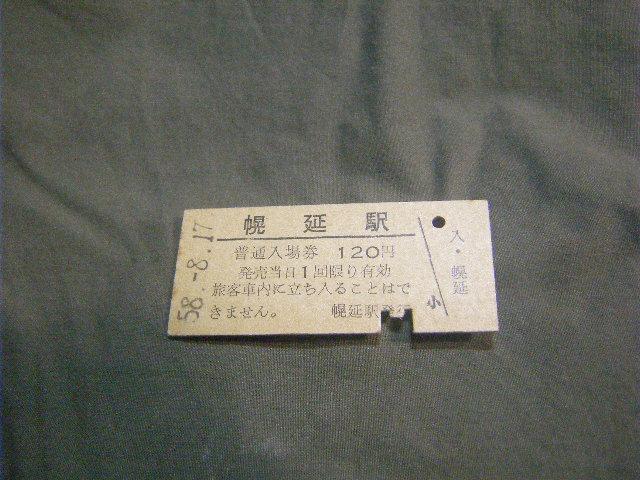 58.-8.17
幌延駅
普通入場券 120円
発売当日1回限り有効
旅客車内に立ち入ることはで
きません。 幌延駅発行
小
入・幌延